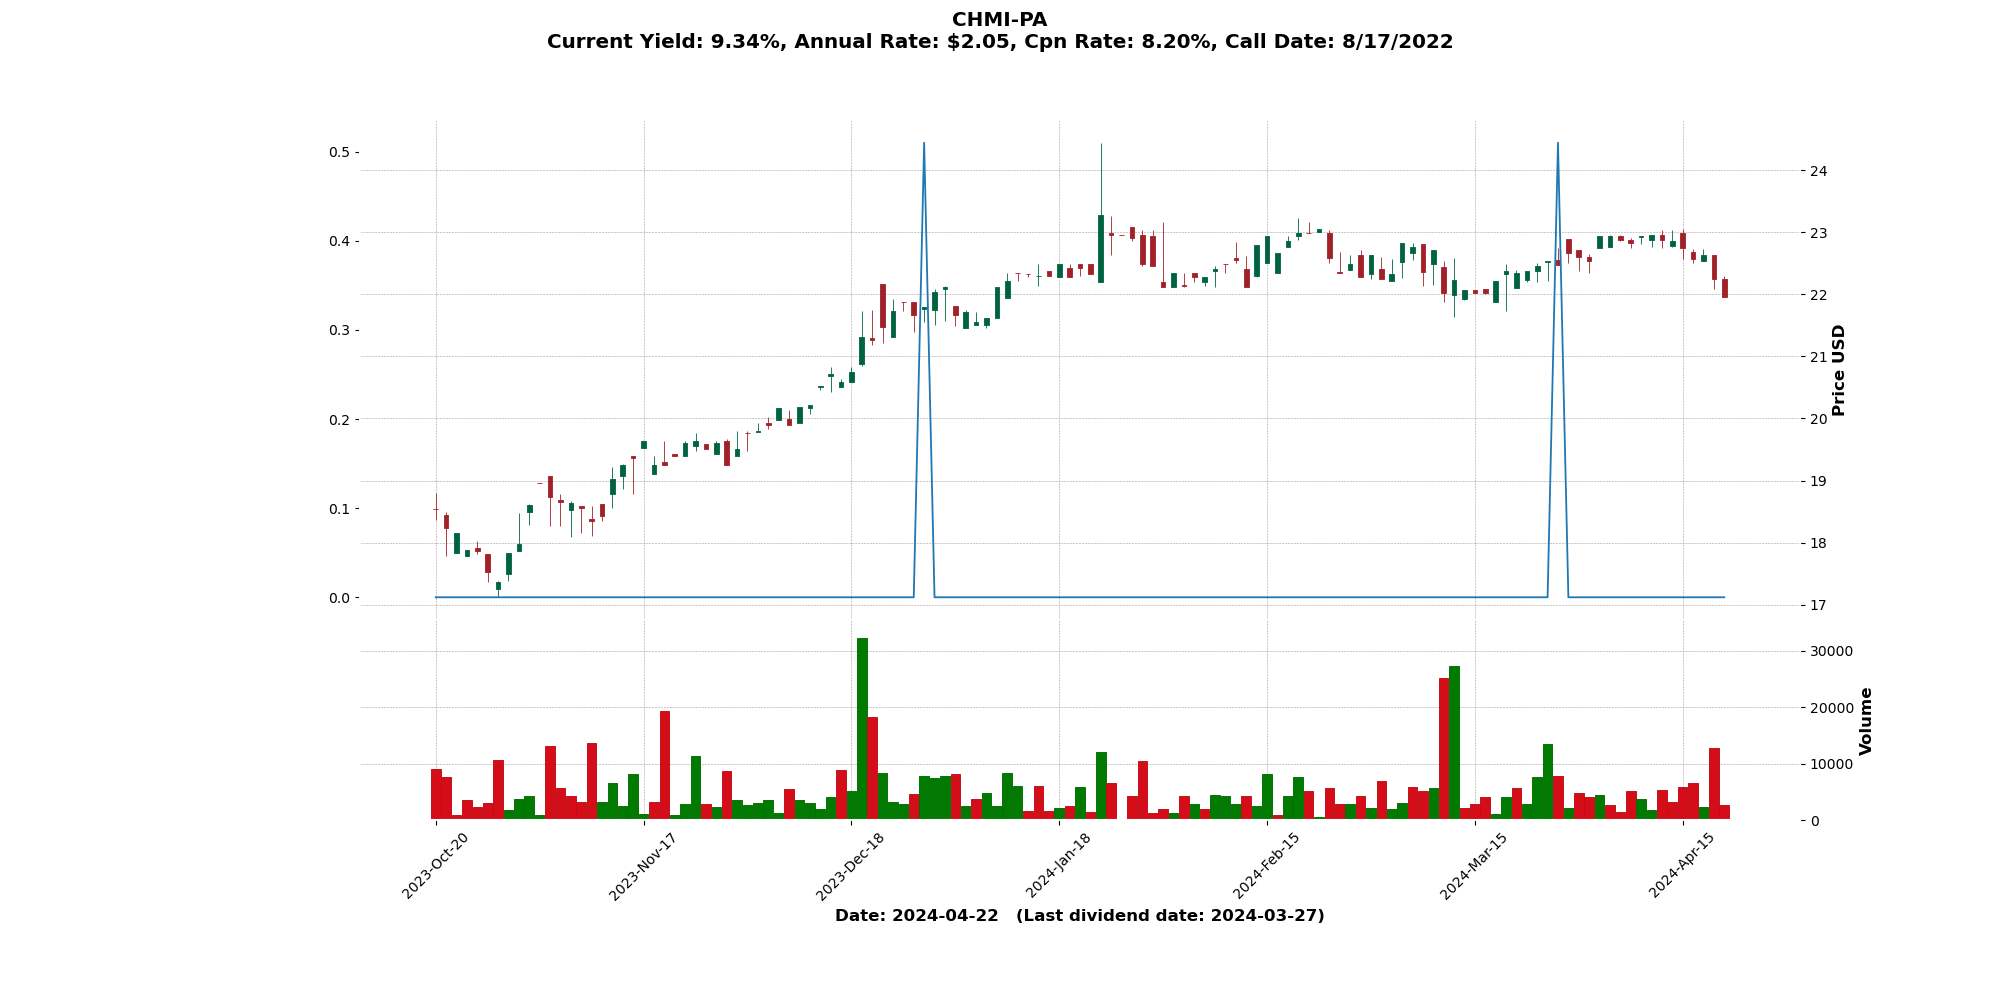 CHMI-PA
Current Yield: 9.34%, Annual Rate: $2.05, Cpn Rate: 8.20%, Call Date: 8/17/2022
0.5
0.4
0.3
0.2
0.1
0.0
24
23
22
21
20
19
18
17
Price USD
30000
20000
10000
0
Volume
2023-Oct-20
2023-Nov-17
2023-Dec-18
2024-Jan-18
2024-Feb-15
2024-Mar-15
2024-Apr-15
Date: 2024-04-22 (Last dividend date: 2024-03-27)